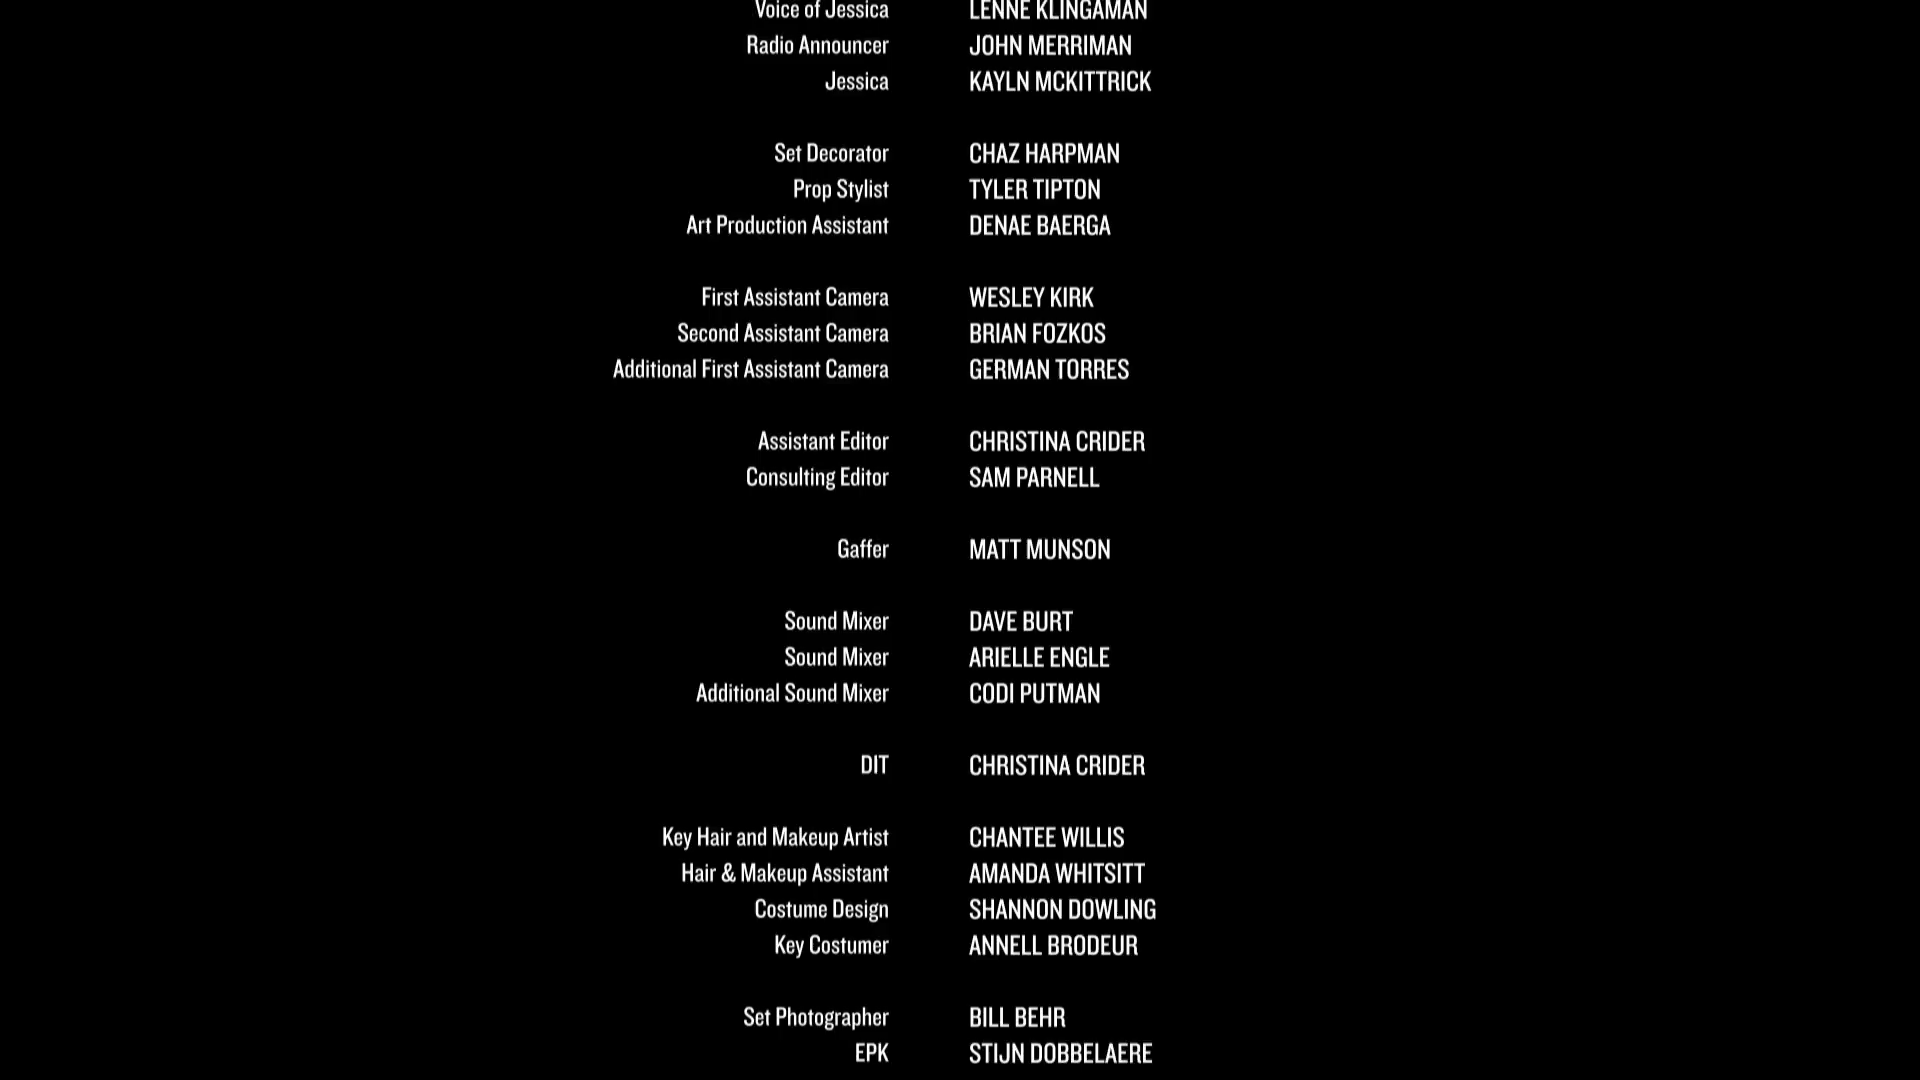 Voice of Jessica LENNE KLINGAMAN
Radio Announcer JOHN MERRIMAN
Jessica KAYLN MCKITTRICK
Set Decorator CHAZ HARPMAN
Prop Stylist TYLER TIPTON
Art Production Assistant DENAE BAERGA
First Assistant Camera WESLEY KIRK
Second Assistant Camera BRIAN FOZKOS
Additional First Assistant Camera GERMAN TORRES
Assistant Editor CHRISTINA CRIDER
Consulting Editor SAM PARNELL
Gaffer MATT MUNSON
Sound Mixer DAVE BURT
Sound Mixer ARIELLE ENGLE
Additional Sound Mixer CODI PUTMAN
DIT CHRISTINA CRIDER
Key Hair and Makeup Artist CHANTEE WILLIS
Hair & Makeup Assistant AMANDA WHITSITT
Costume Design SHANNON DOWLING
Key Costumer ANNELL BRODEUR
Set Photographer BILL BEHR
EPK STIJN DOBBELAERE